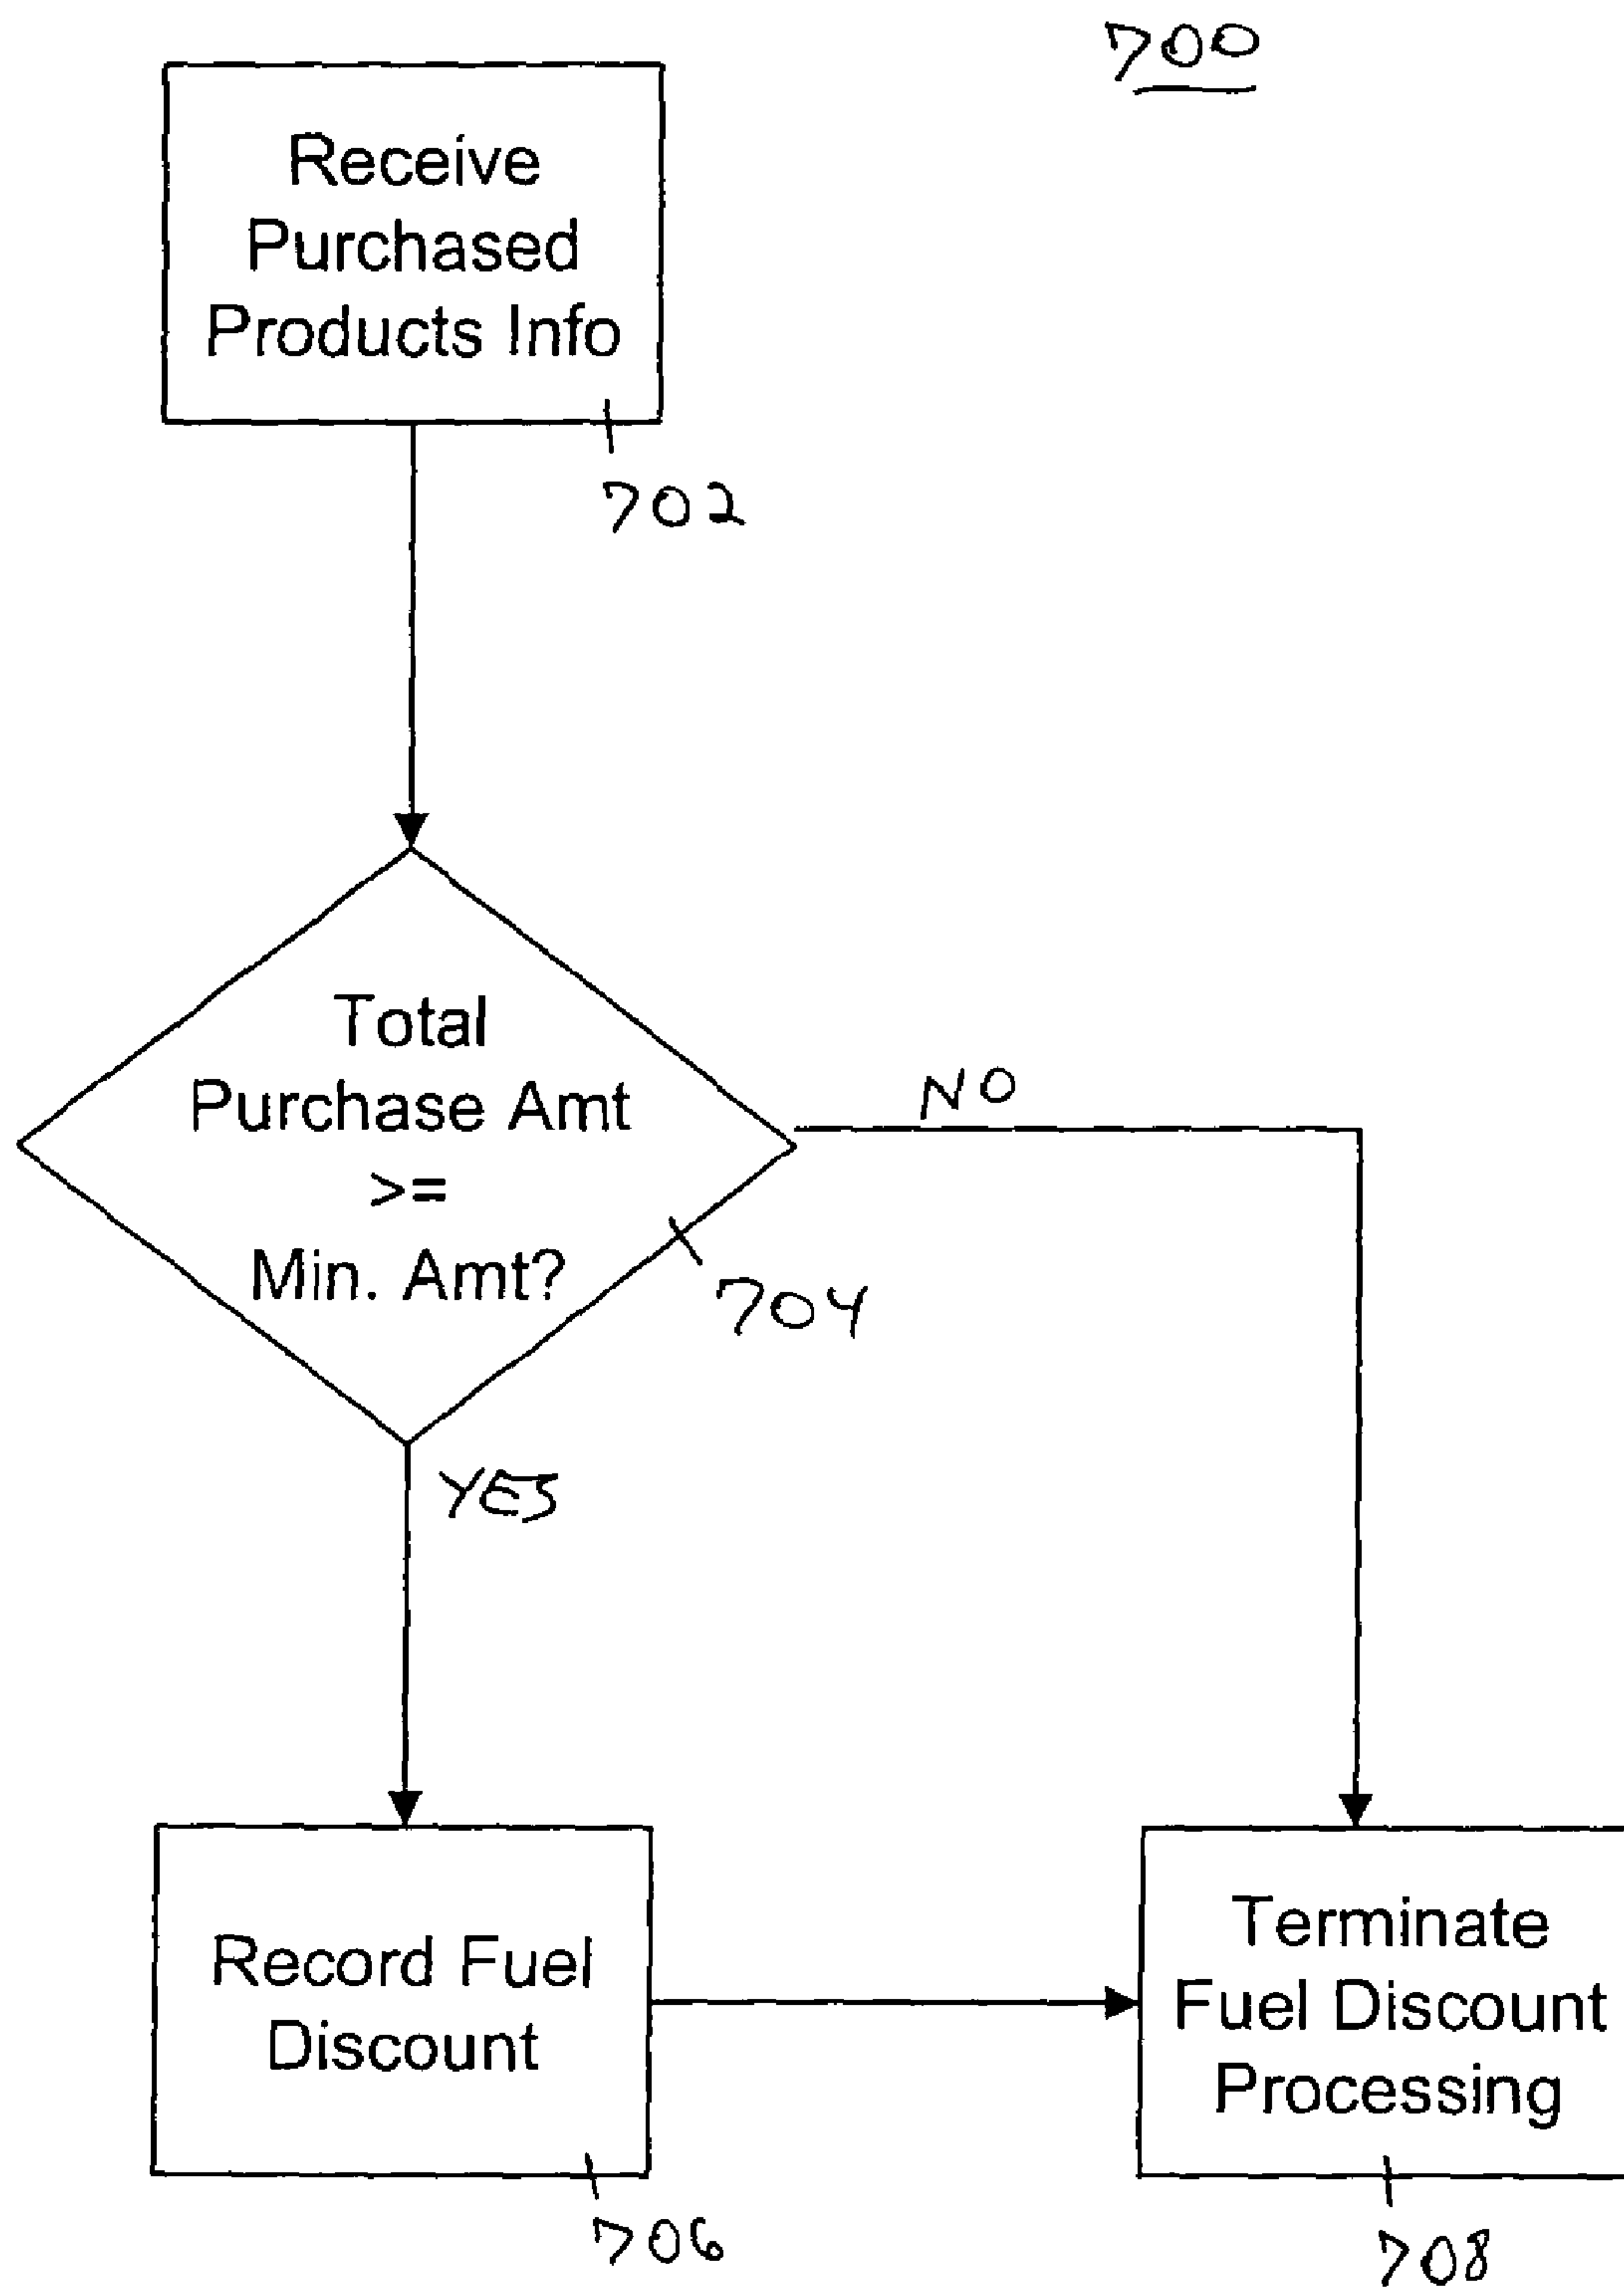 700
Receive
Purchased
Products Info
702
Total
Purchase Amt
>=
Min. Amt?
704
NO
YES
Record Fuel
Discount
706
Terminate
Fuel Discount
Processing
708